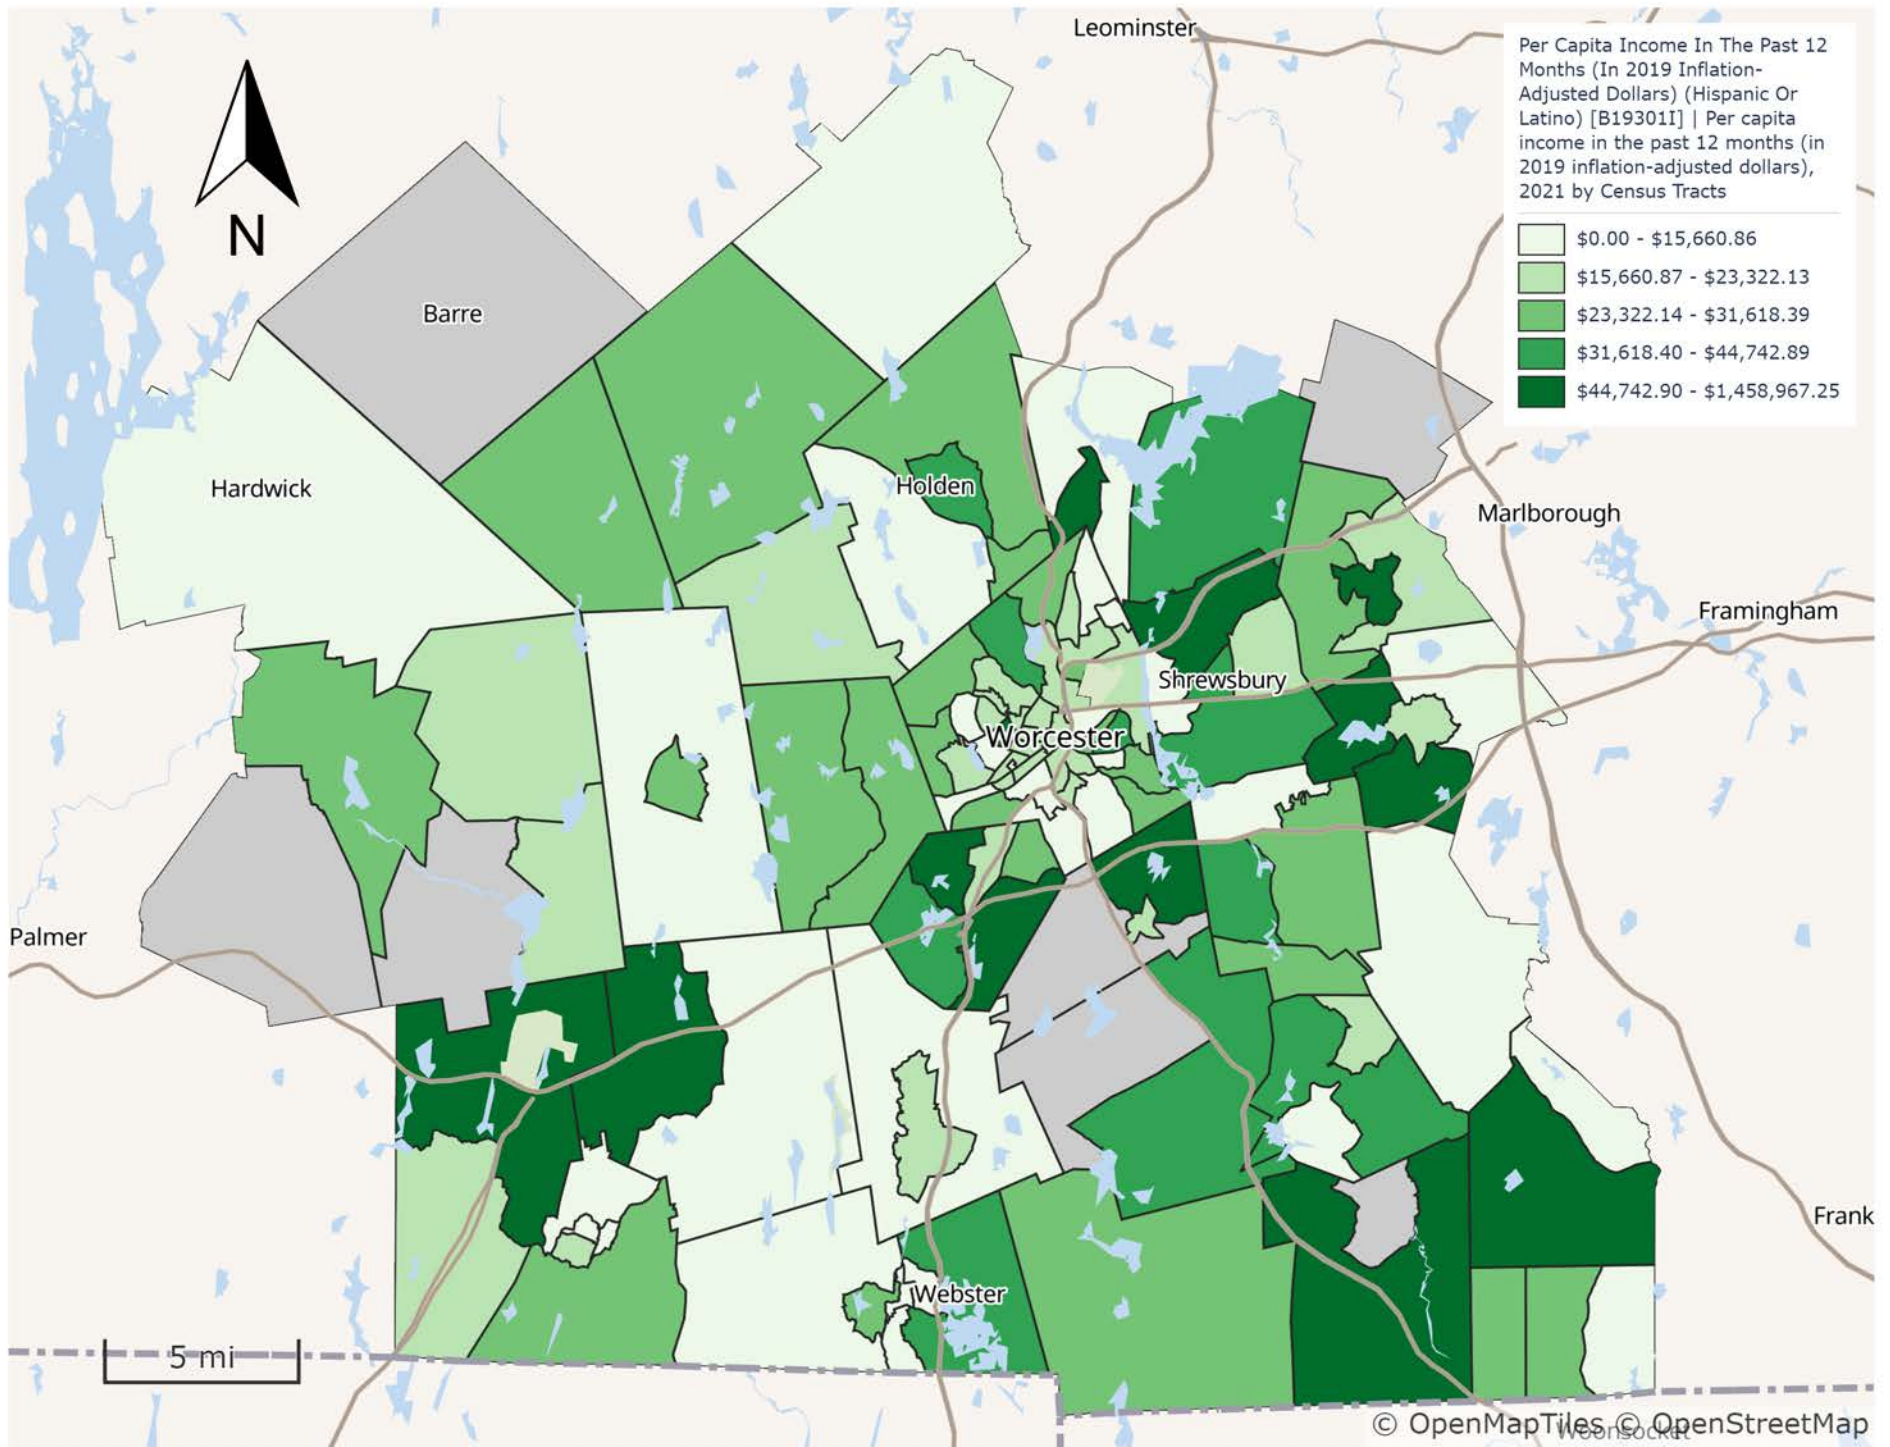 Leominster
Per Capita Income In The Past 12
Months (In 2019 Inflation-
Adjusted Dollars) (Hispanic Or
Latino) [B19301I] | Per capita
income in the past 12 months (in
2019 inflation-adjusted dollars),
2021 by Census Tracts
$0.00 - $15,660.86
$15,660.87 - $23,322.13
$23,322.14 - $31,618.39
$31,618.40 - $44,742.89
$44,742.90 - $1,458,967.25
N
Barre
Hardwick
Holden
Marlborough
Framingham
Shrewsbury
Worcester
Palmer
Frank
Webster
5 mi
© OpenMapTiles © OpenStreetMap
Woonsocket